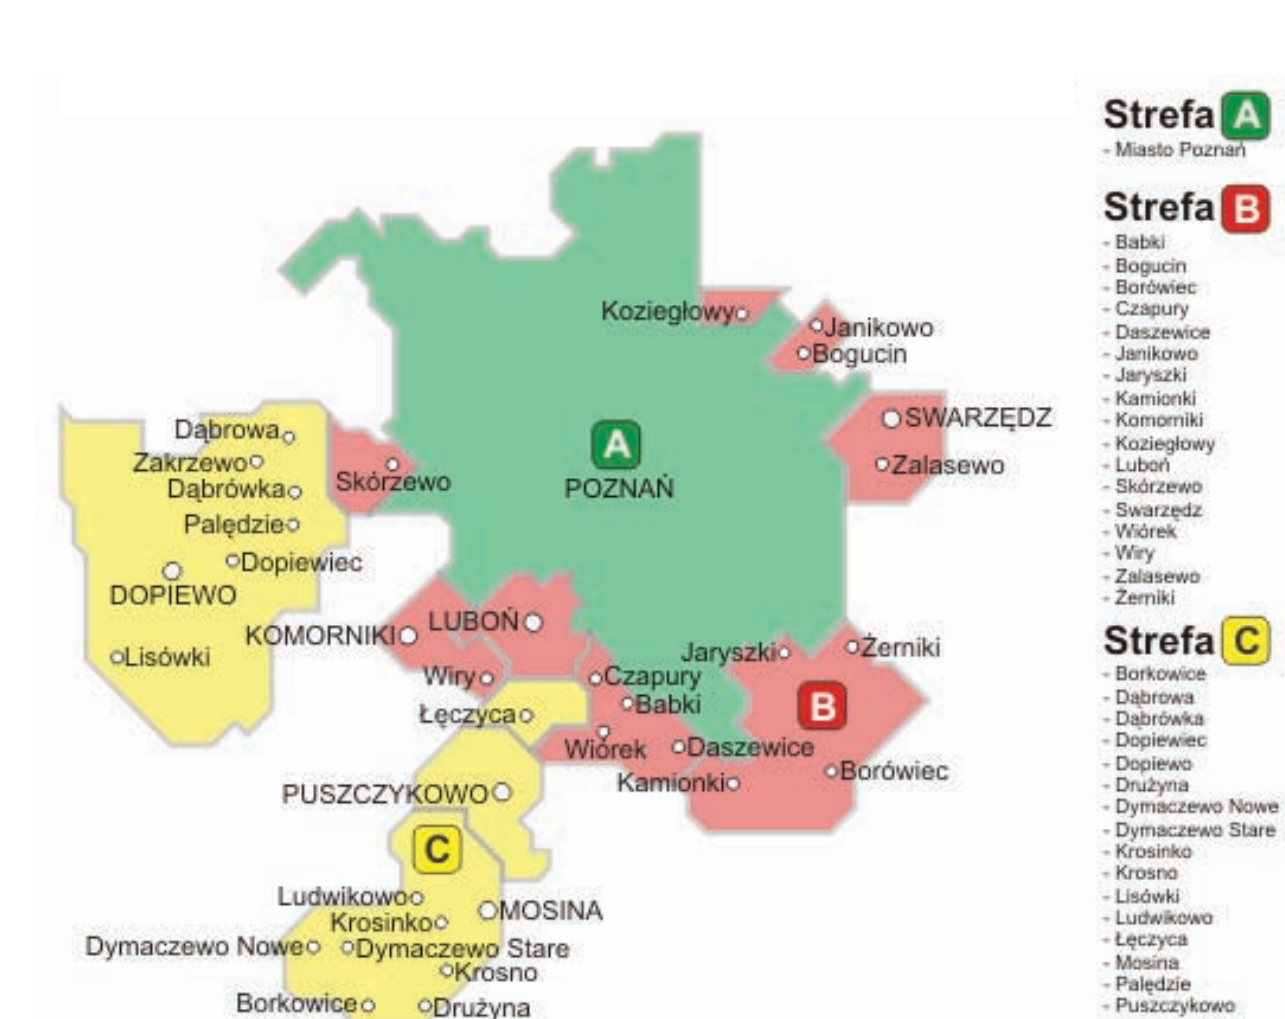 Koziegłowy
Janikowo
Bogucin
SWARZĘDZ
Zalasewo
A
POZNAŃ
Dąbrowa
Zakrzewo
Dąbrówka
Palędzie
Dopiewiec
DOPIEWO
Lisówki
Skórzewo
KOMORNIKI
LUBOŃ
Wiry
Łęczyca
Czapury
Babki
Wiórek
Daszewice
Kamionki
Jaryszki
Żerniki
B
Borówiec
PUSZCZYKOWO
C
Ludwikowo
MOSINA
Krosinko
Dymaczewo Nowe
Dymaczewo Stare
Krosno
Borkowice
Drużyna
Strefa A
- Miasto Poznań
Strefa B
- Babki
- Bogucin
- Borówiec
- Czapury
- Daszewice
- Janikowo
- Jaryszki
- Kamionki
- Komorniki
- Koziegłowy
- Luboń
- Skórzewo
- Swarzędz
- Wiórek
- Wiry
- Zalasewo
- Żerniki
Strefa C
- Borkowice
- Dąbrowa
- Dąbrówka
- Dopiewiec
- Dopiewo
- Drużyna
- Dymaczewo Nowe
- Dymaczewo Stare
- Krosinko
- Krosno
- Lisówki
- Ludwikowo
- Łęczyca
- Mosina
- Palędzie
- Puszczykowo